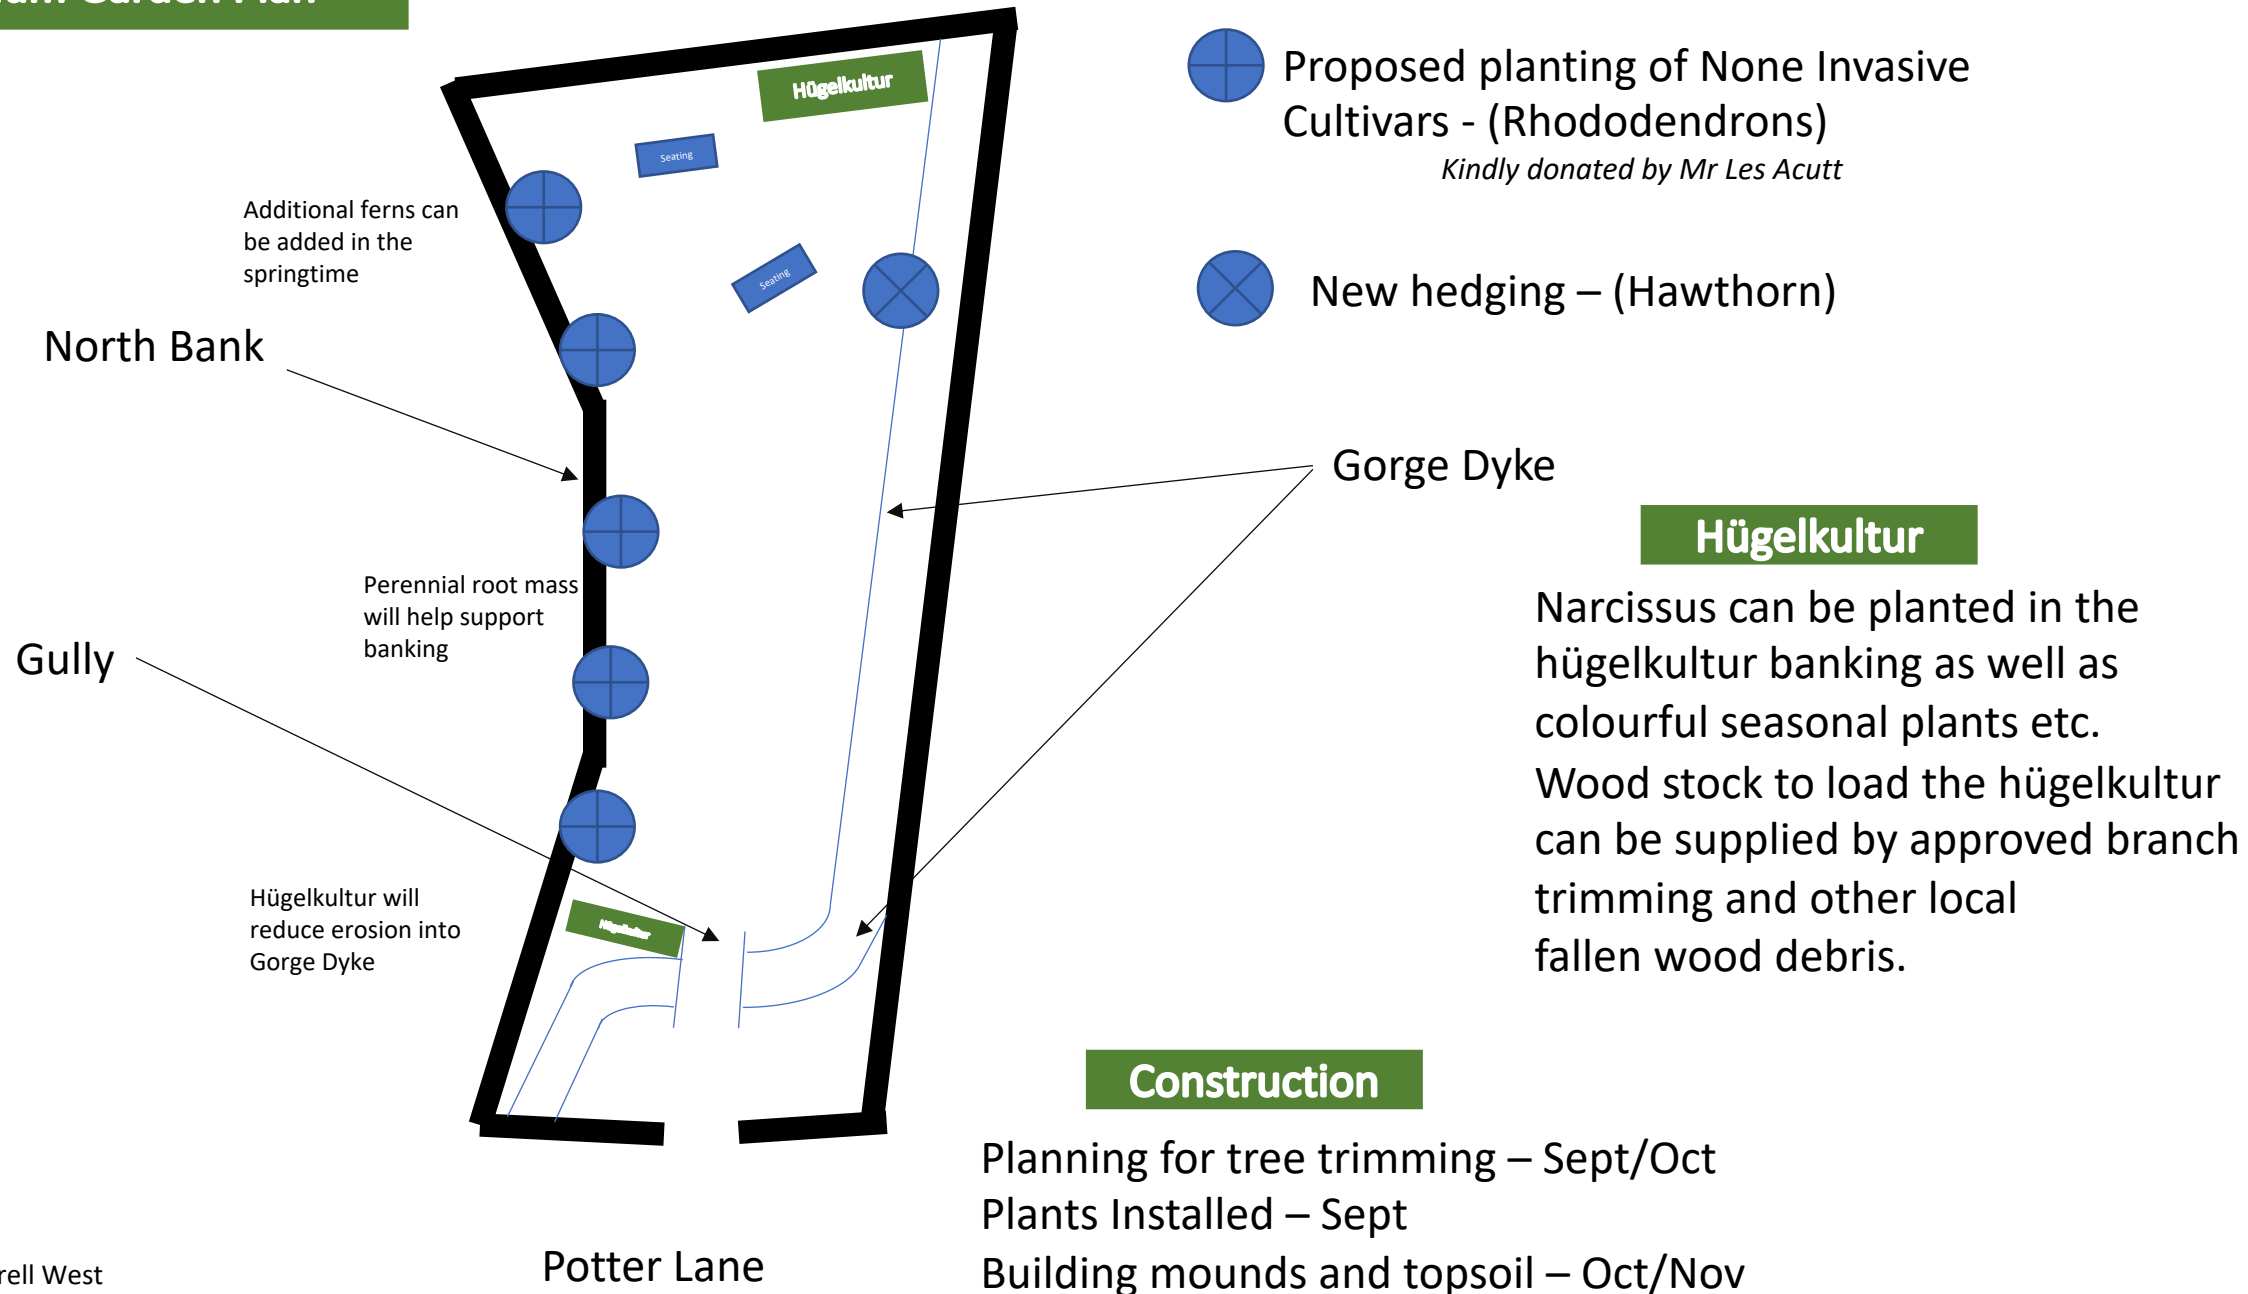 Garden Plan
Hügelkultur
Seating
Seating
Additional ferns can
be added in the
springtime
North Bank
Perennial root mass
will help support
banking
Gully
Hügelkultur will
reduce erosion into
Gorge Dyke
Hügelkultur
Potter Lane
West
Proposed planting of None Invasive
Cultivars - (Rhododendrons)
Kindly donated by Mr Les Acutt
New hedging – (Hawthorn)
Gorge Dyke
Hügelkultur
Narcissus can be planted in the
hügelkultur banking as well as
colourful seasonal plants etc.
Wood stock to load the hügelkultur
can be supplied by approved branch
trimming and other local
fallen wood debris.
Construction
Planning for tree trimming – Sept/Oct
Plants Installed – Sept
Building mounds and topsoil – Oct/Nov